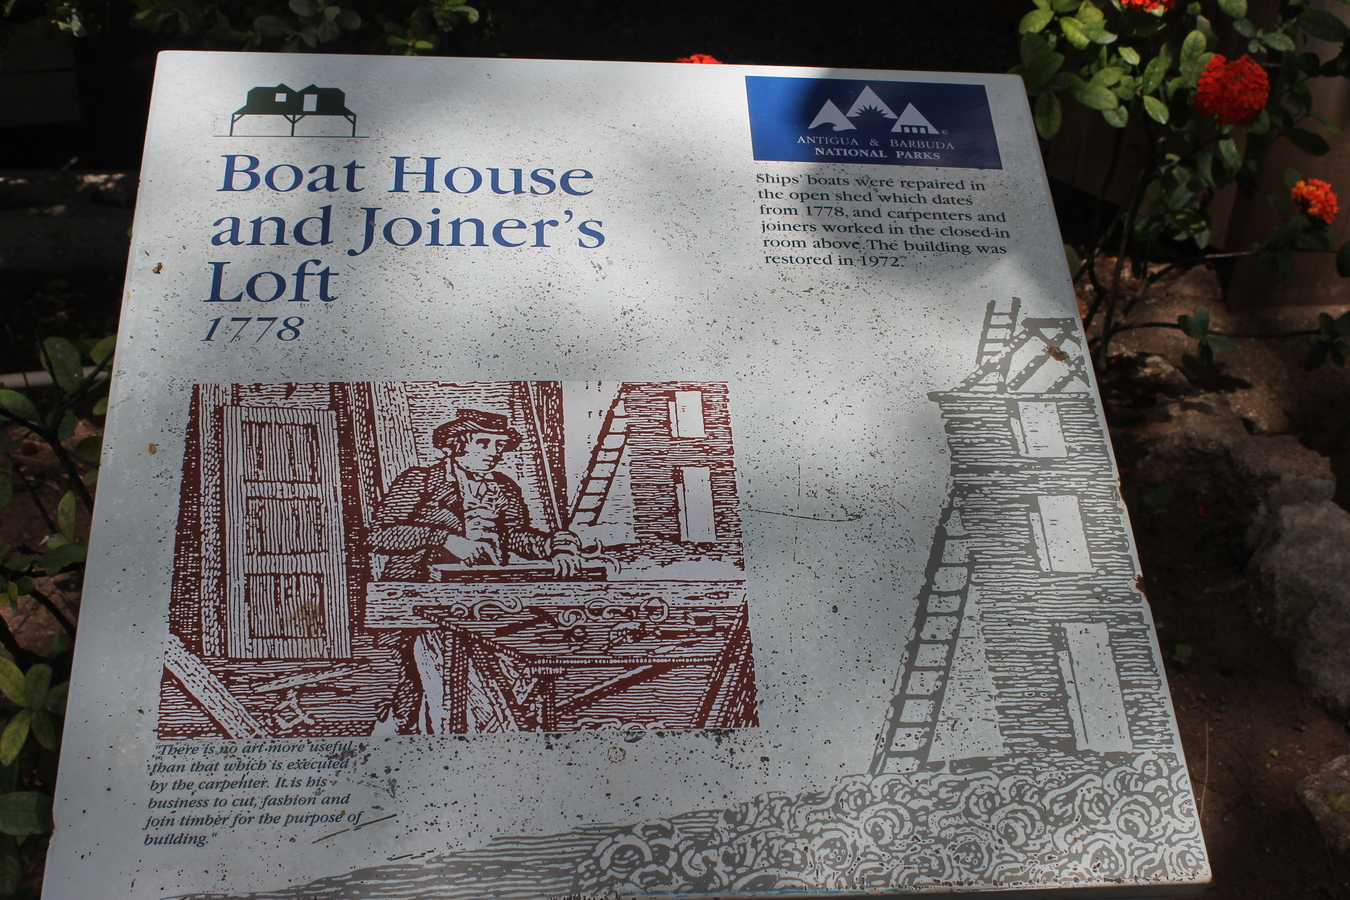 Boat House
and Joiner's
Loft
1778
ANTIGUA & BARBUDA
NATIONAL PARKS
©
Ships' boats were repaired in
the open shed which dates
from 1778, and carpenters and
joiners worked in the closed-in
room above. The building was
restored in 1972.
"There is no art more useful
than that which is executed
by the carpenter. It is his
business to cut, fashion and
join timber for the purpose of
building."